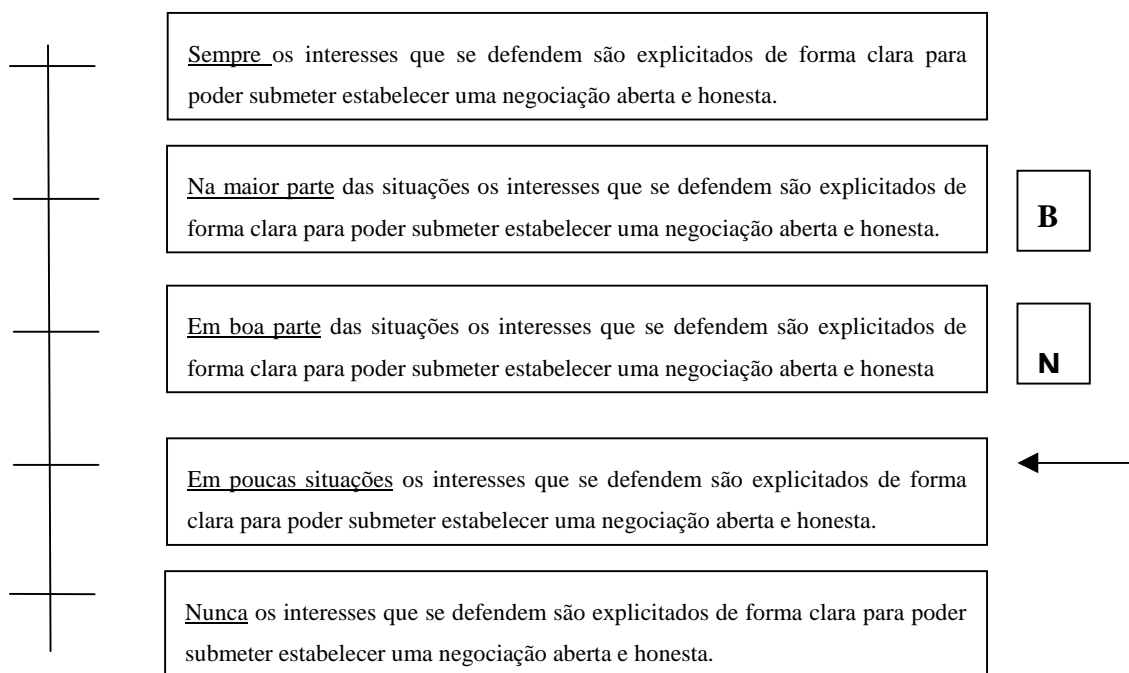 Sempre os interesses que se defendem são explicitados de forma clara para
poder submeter estabelecer uma negociação aberta e honesta.
Na maior parte das situações os interesses que se defendem são explicitados de
forma clara para poder submeter estabelecer uma negociação aberta e honesta.
B
Em boa parte das situações os interesses que se defendem são explicitados de
forma clara para poder submeter estabelecer uma negociação aberta e honesta
N
Em poucas situações os interesses que se defendem são explicitados de forma
clara para poder submeter estabelecer uma negociação aberta e honesta.
Nunca os interesses que se defendem são explicitados de forma clara para poder
submeter estabelecer uma negociação aberta e honesta.